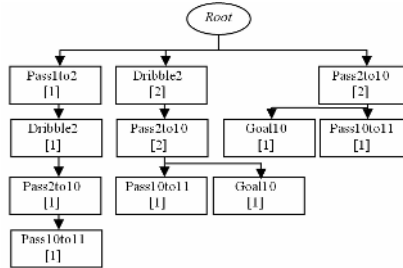 Root
Pass1to2
[1]
Dribble2
[2]
Pass2to10
[2]
Dribble2
[1]
Pass2to10
[2]
Goal10
[1]
Pass10to11
[1]
Pass2to10
[1]
Pass10to11
[1]
Goal10
[1]
Pass10to11
[1]